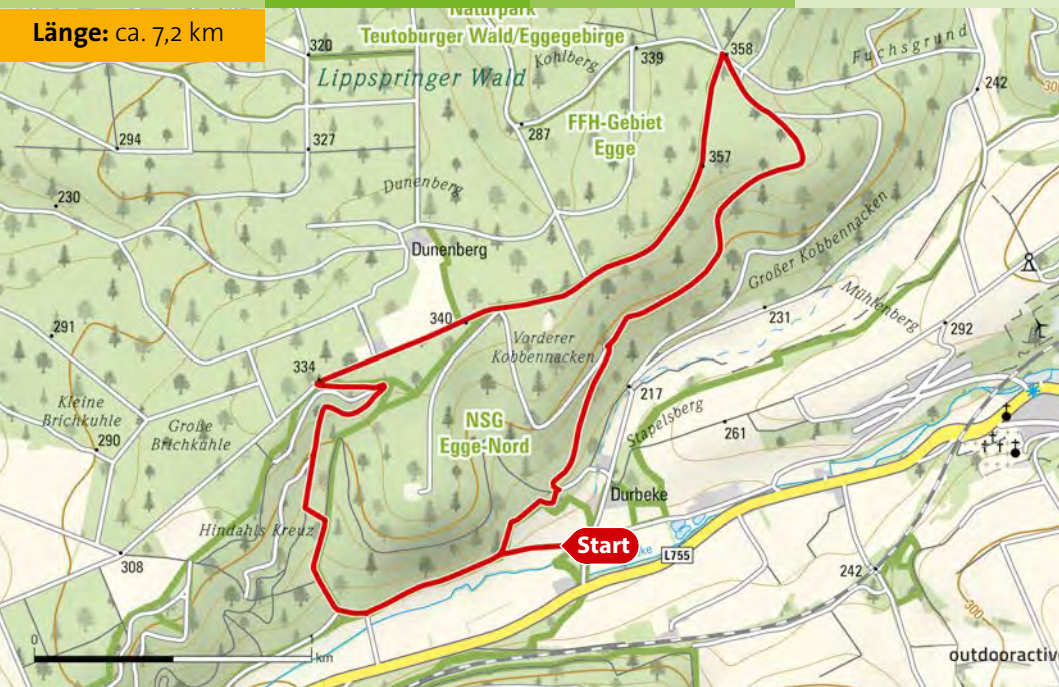 Länge: ca. 7,2 km
Naturpark
Teutoburger Wald/Eggegebirge
320
Kohlberg
339
358
Fuchsgrund
242
300
Lippspringer Wald
294
327
287
FFH-Gebiet
Egge
357
230
Dunenberg
Dunenberg
Großer Kobbennacken
Mühlenberg
291
340
Vorderer
Kobbennacken
231
292
334
217
Kleine
Brichkuhle
Große
Brichkuhle
290
NSG
Egge-Nord
Stapelsberg
261
Durbeke
Hindahls Kreuz
Start
ke
L755
308
242
300
0
1
km
outdooractive